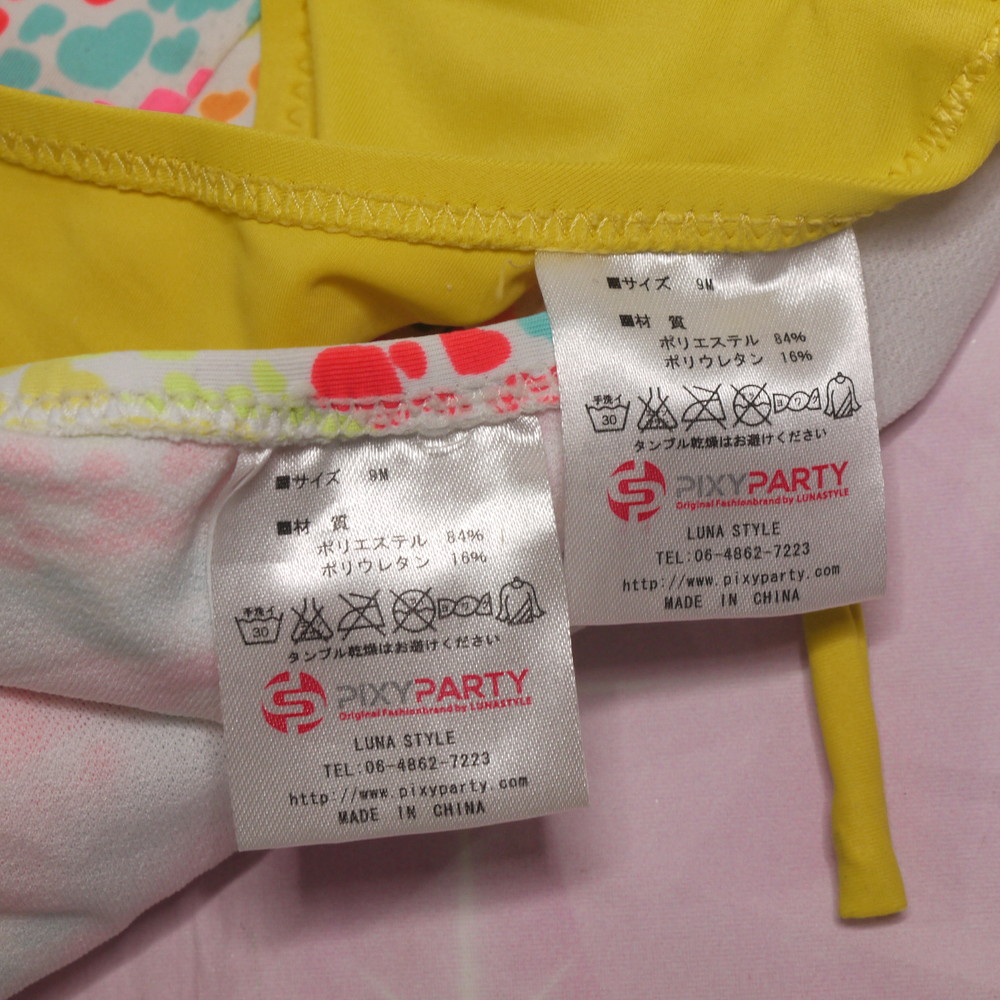 ■サイズ 9M
■材 質
ポリエステル 84%
ポリウレタン 16%
手洗イ
30
タンブル乾燥はお避けください
PIXYPARTY
Original Fashionbrand by LUNASTYLE
LUNA STYLE
TEL:06-4862-7223
http://www.pixyparty.com
MADE IN CHINA
■サイズ 9M
■材 質
ポリエステル 84%
ポリウレタン 16%
手洗イ
30
タンブル乾燥はお避けください
PIXYPARTY
Original Fashionbrand by LUNASTYLE
LUNA STYLE
TEL:06-4862-7223
http://www.pixyparty.com
MADE IN CHINA